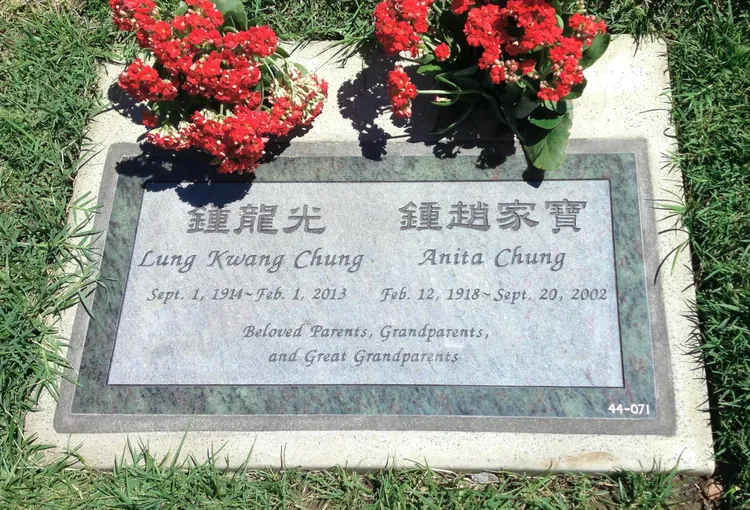 鍾龍光 鍾趙家寶
Lung Kwang Chung Anita Chung
Sept. 1, 1914~Feb. 1, 2013 Feb. 12, 1918~Sept. 20, 2002
Beloved Parents, Grandparents,
and Great Grandparents
44-071